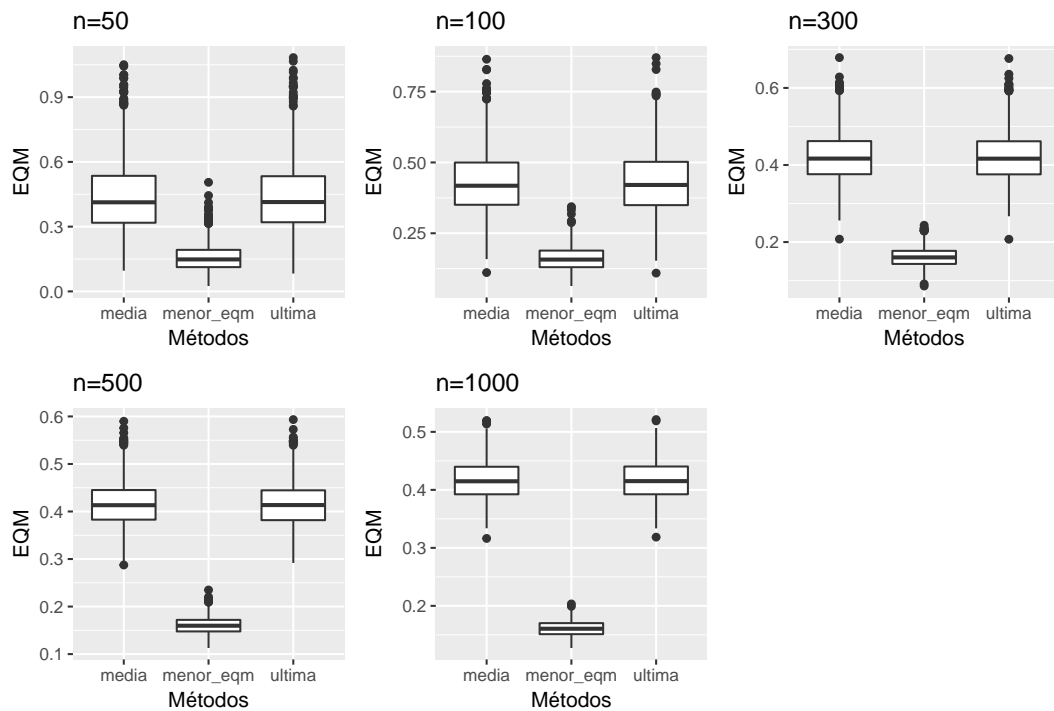 n=50
n=100
n=300
EQM
0.9
0.6
0.3
0.0
media
menor_eqm
ultima
Métodos
EQM
0.75
0.50
0.25
media
menor_eqm
ultima
Métodos
EQM
0.6
0.4
0.2
media
menor_eqm
ultima
Métodos
n=500
n=1000
EQM
0.6
0.5
0.4
0.3
0.2
0.1
media
menor_eqm
ultima
Métodos
EQM
0.5
0.4
0.3
0.2
media
menor_eqm
ultima
Métodos